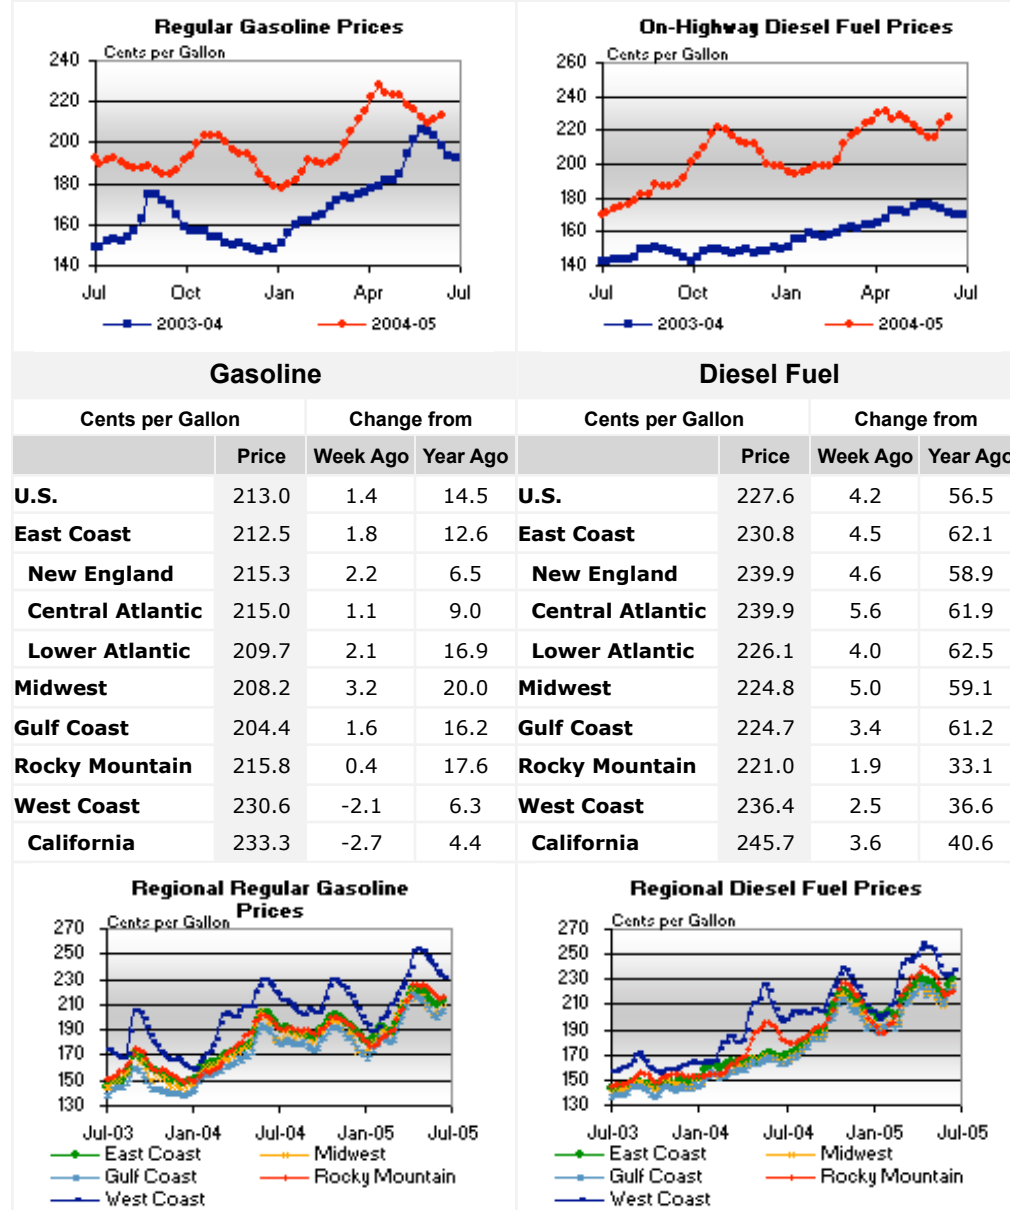 Regular Gasoline Prices
Cents per Gallon
240
220
200
180
160
140
Jul Oct Jan Apr Jul
2003-04 2004-05
On-Highway Diesel Fuel Prices
Cents per Gallon
260
240
220
200
180
160
140
Jul Oct Jan Apr Jul
2003-04 2004-05
Gasoline Diesel Fuel
Cents per Gallon Change from Cents per Gallon Change from
Price Week Ago Year Ago Price Week Ago Year Ago
U.S. 213.0 1.4 14.5 U.S. 227.6 4.2 56.5
East Coast 212.5 1.8 12.6 East Coast 230.8 4.5 62.1
New England 215.3 2.2 6.5 New England 239.9 4.6 58.9
Central Atlantic 215.0 1.1 9.0 Central Atlantic 239.9 5.6 61.9
Lower Atlantic 209.7 2.1 16.9 Lower Atlantic 226.1 4.0 62.5
Midwest 208.2 3.2 20.0 Midwest 224.8 5.0 59.1
Gulf Coast 204.4 1.6 16.2 Gulf Coast 224.7 3.4 61.2
Rocky Mountain 215.8 0.4 17.6 Rocky Mountain 221.0 1.9 33.1
West Coast 230.6 -2.1 6.3 West Coast 236.4 2.5 36.6
California 233.3 -2.7 4.4 California 245.7 3.6 40.6
Regional Regular Gasoline
Prices
Cents per Gallon
270
250
230
210
190
170
150
130
Jul-03 Jan-04 Jul-04 Jan-05 Jul-05
East Coast Midwest
Gulf Coast Rocky Mountain
West Coast
Regional Diesel Fuel Prices
Cents per Gallon
270
250
230
210
190
170
150
130
Jul-03 Jan-04 Jul-04 Jan-05 Jul-05
East Coast Midwest
Gulf Coast Rocky Mountain
West Coast